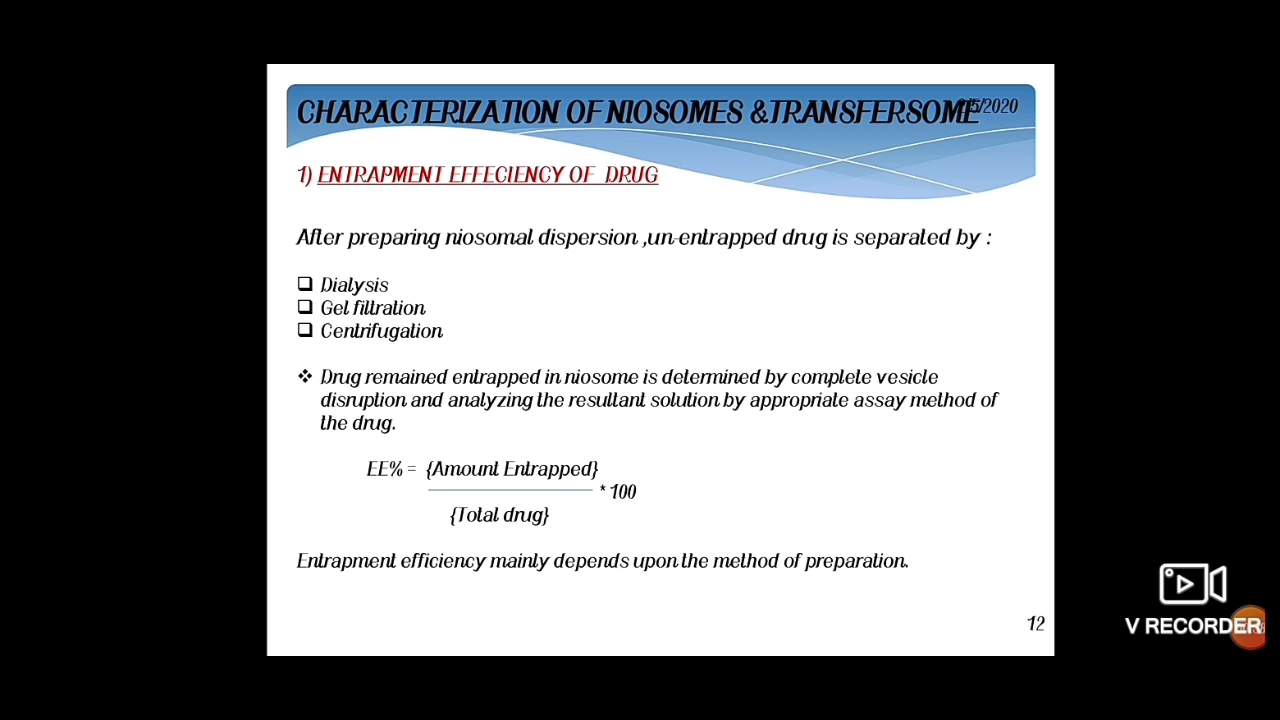 CHARACTERIZATION OF NIOSOMES &TRANSFERSOME
/5/2020
1) ENTRAPMENT EFFECIENCY OF DRUG
After preparing niosomal dispersion ,un-entrapped drug is separated by :
❑ Dialysis
❑ Gel filtration
❑ Centrifugation
❖ Drug remained entrapped in niosome is determined by complete vesicle
disruption and analyzing the resultant solution by appropriate assay method of
the drug.
EE% = {Amount Entrapped}
* 100
{Total drug}
Entrapment efficiency mainly depends upon the method of preparation.
12
V RECORDER